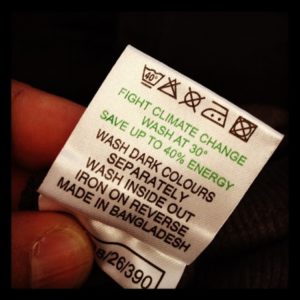 40°
FIGHT CLIMATE CHANGE
WASH AT 30°
SAVE UP TO 40% ENERGY
WASH DARK COLOURS
SEPARATELY
WASH INSIDE OUT
IRON ON REVERSE
MADE IN BANGLADESH
/26/390